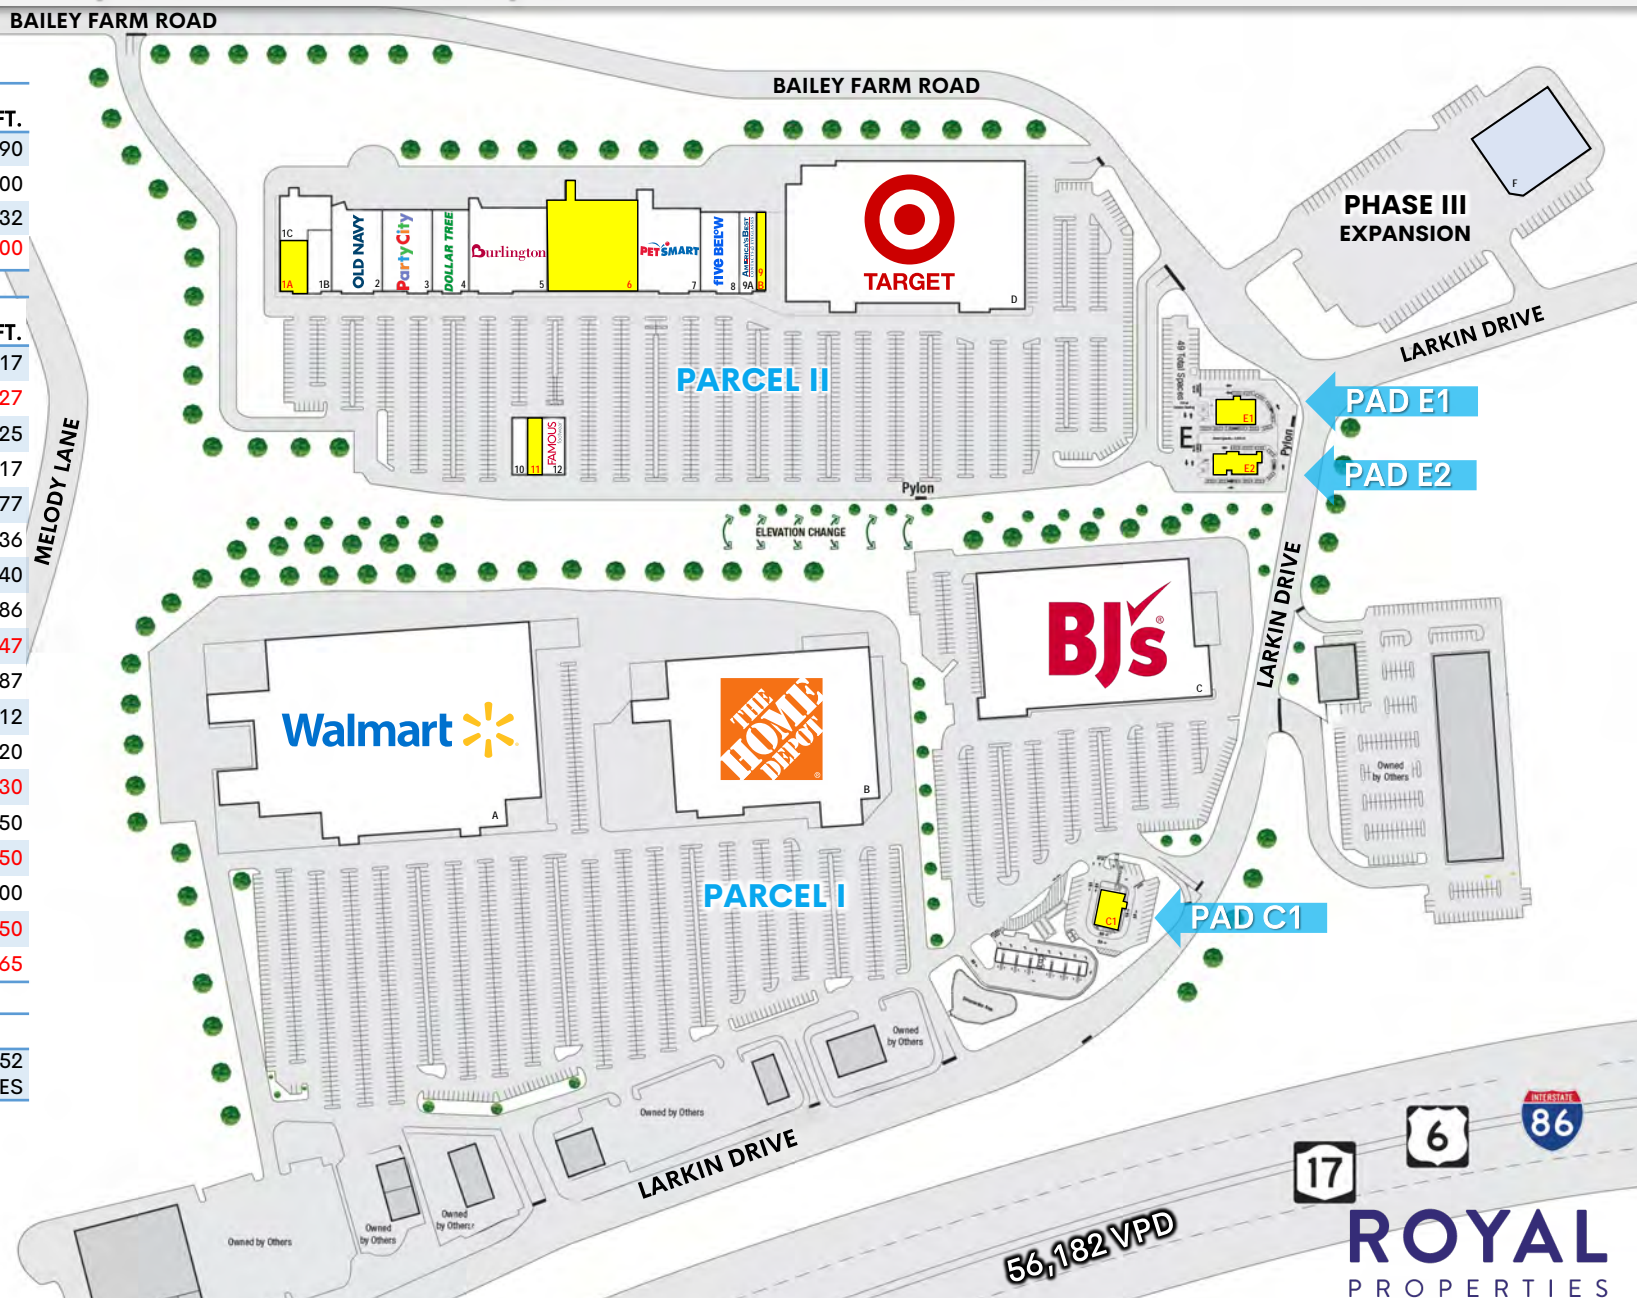 BAILEY FARM ROAD
BAILEY FARM ROAD
FT.
90
00
32
00
FT.
17
27
25
17
77
36
40
86
47
87
12
20
30
50
50
00
50
65
52
ES
MELODY LANE
1C
1A
1B
OLD NAVY
2
PartyCity
3
DOLLAR TREE
4
Burlington
5
6
PETSMART
7
five BELOW
8
AMERICA'S BEST
9A
9
B
TARGET
D
PHASE III
EXPANSION
F
LARKIN DRIVE
PARCEL II
49 Total Spaces
E
E1
E2
Pylon
PAD E1
PAD E2
10
11
FAMOUS
12
Pylon
ELEVATION CHANGE
LARKIN DRIVE
Walmart
A
THE
HOME
DEPOT
®
B
BJ's
®
C
Owned
by Others
PARCEL I
C1
PAD C1
Owned
by Others
Owned by Others
LARKIN DRIVE
Owned
by Others
Owned
by Others
Owned by Others
56,182 VPD
17
6
INTERSTATE
86
ROYAL
PROPERTIES